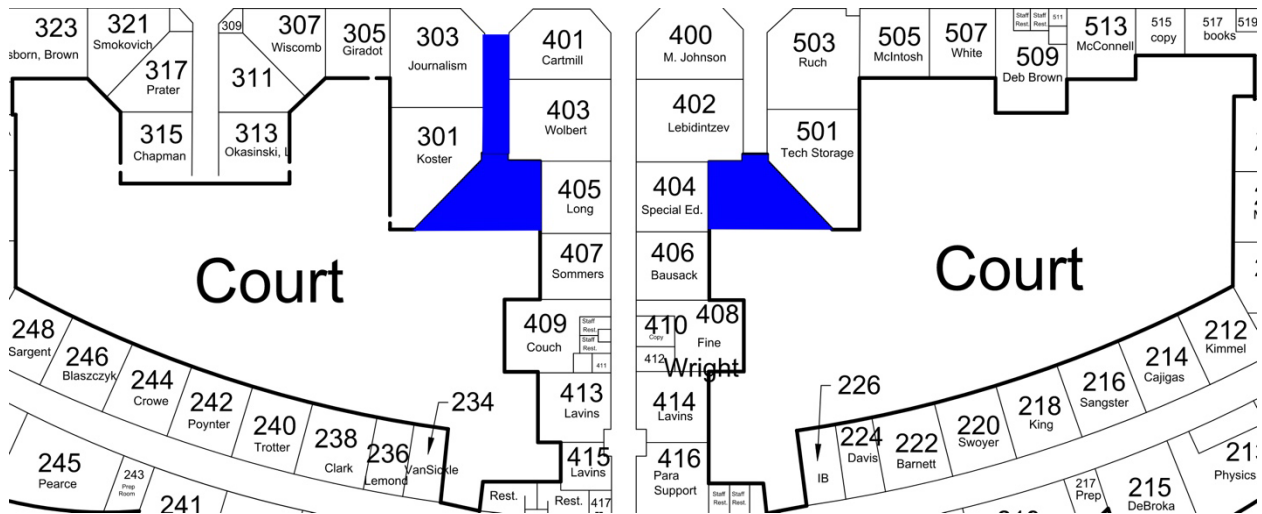 323
sborn, Brown
321
Smokovich
317
Prater
315
Chapman
309
307
Wiscomb
311
313
Okasinski, L
305
Giradot
303
Journalism
301
Koster
401
Cartmill
403
Wolbert
405
Long
407
Sommers
409
Couch
Staff
Rest.
Staff
Rest.
411
413
Lavins
415
Lavins
Rest.
Rest.
417
400
M. Johnson
402
Lebidintzev
404
Special Ed.
406
Bausack
410
Copy
408
Fine
412
Wright
414
Lavins
416
Para
Support
Staff
Rest.
Staff
Rest.
503
Ruch
501
Tech Storage
505
McIntosh
507
White
Staff
Rest.
Staff
Rest.
511
509
Deb Brown
513
McConnell
515
copy
517
books
519
Court
Court
248
Sargent
246
Blaszczyk
244
Crowe
242
Poynter
240
Trotter
238
Clark
236
Lemond
234
VanSickle
245
Pearce
243
Prep
Room
241
226
IB
224
Davis
222
Barnett
220
Swoyer
218
King
216
Sangster
214
Cajigas
212
Kimmel
213
Physics
217
Prep
215
DeBroka